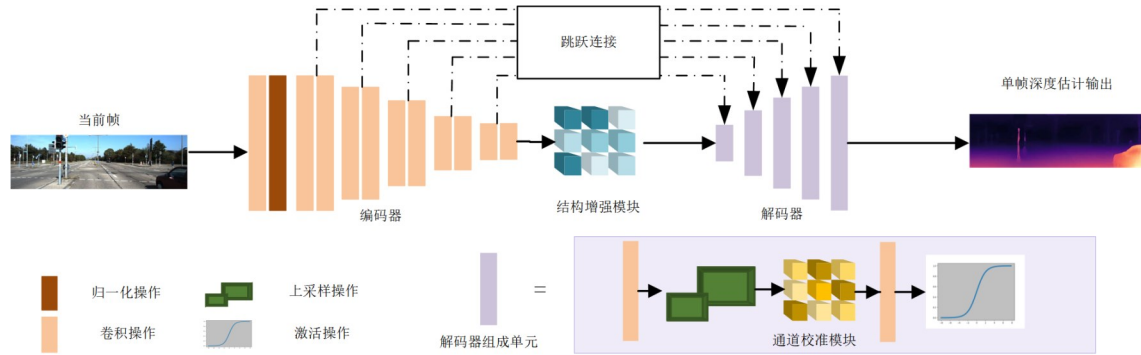 跳跃连接
单帧深度估计输出
当前帧
编码器
结构增强模块
解码器
归一化操作
上采样操作
=
卷积操作
激活操作
解码器组成单元
通道校准模块